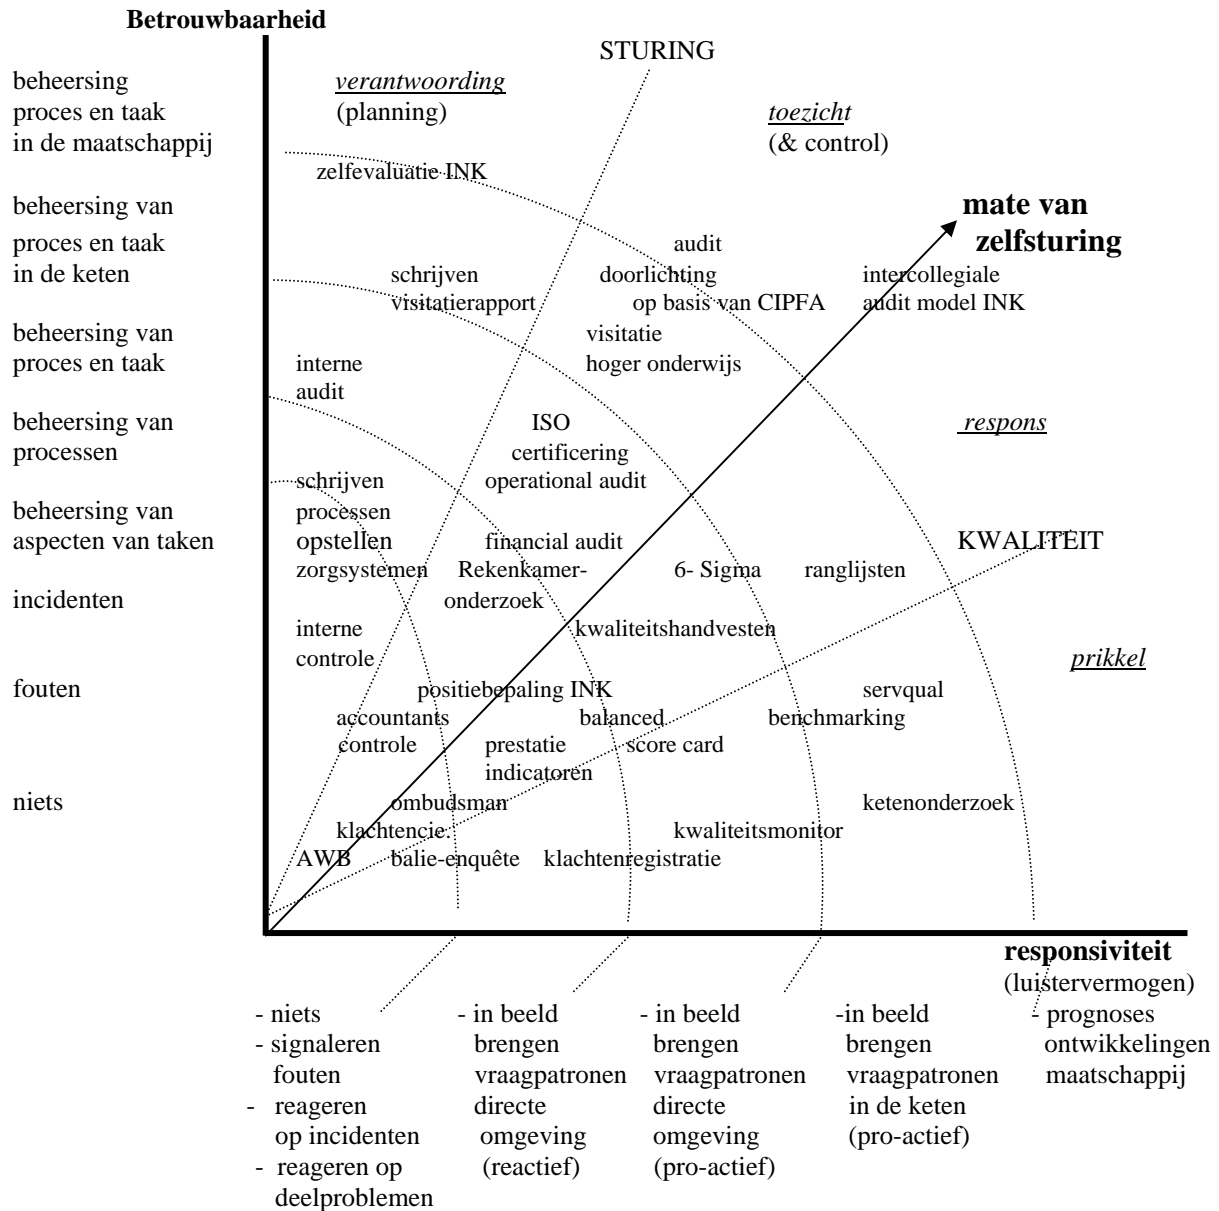 Betrouwbaarheid
STURING
beheersing
proces en taak
in de maatschappij
verantwoording
(planning)
toezicht
(& control)
zelfevaluatie INK
beheersing van
proces en taak
in de keten
mate van
zelfsturing
audit
schrijven
visitatierapport
doorlichting
op basis van CIPFA
intercollegiale
audit model INK
beheersing van
proces en taak
visitatie
hoger onderwijs
interne
audit
beheersing van
processen
ISO
certificering
operational audit
respons
schrijven
processen
opstellen
zorgsystemen
beheersing van
aspecten van taken
financial audit
Rekenkamer-
onderzoek
6- Sigma
ranglijsten
KWALITEIT
incidenten
interne
controle
kwaliteitshandvesten
prikkel
fouten
positiebepaling INK
accountants
controle
balanced
score card
servqual
benchmarking
prestatie
indicatoren
niets
ombudsman
klachtencie.
AWB
balie-enquête
klachtenregistratie
kwaliteitsmonitor
ketenonderzoek
responsiviteit
(luistervermogen)
- niets
- signaleren
fouten
- reageren
op incidenten
- reageren op
deelproblemen
- in beeld
brengen
vraagpatronen
directe
omgeving
(reactief)
- in beeld
brengen
vraagpatronen
directe
omgeving
(pro-actief)
-in beeld
brengen
vraagpatronen
in de keten
(pro-actief)
- prognoses
ontwikkelingen
maatschappij